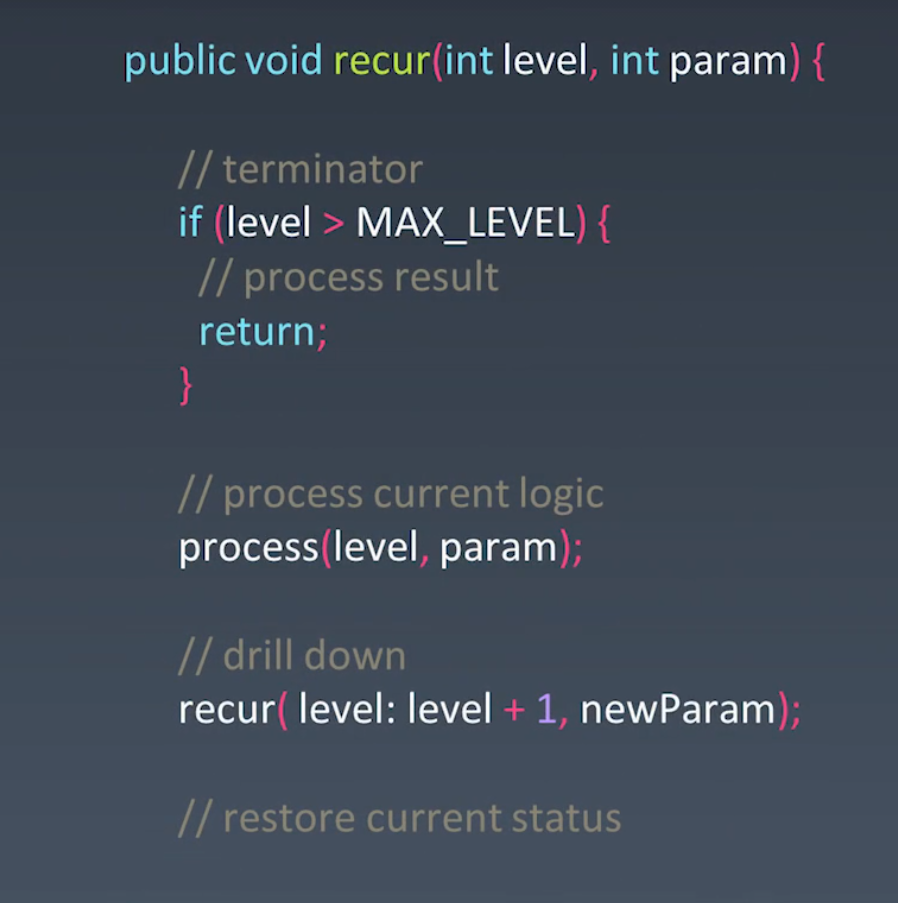 public void recur(int level, int param) {
// terminator
if (level > MAX_LEVEL) {
// process result
return;
}
// process current logic
process(level, param);
// drill down
recur( level: level + 1, newParam);
// restore current status